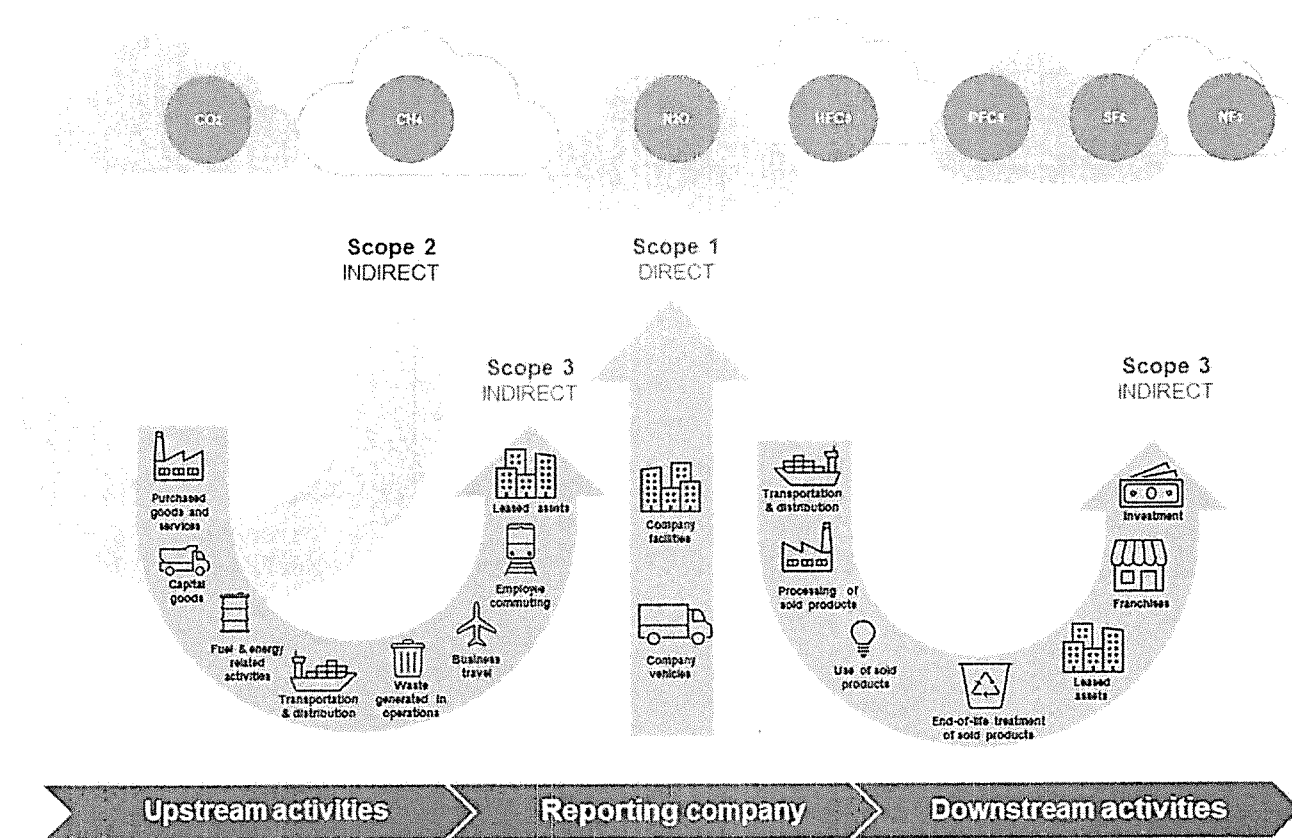 CO2
CH4
N2O
HFCs
PFCs
SF6
NF3
Scope 2
INDIRECT
Scope 1
DIRECT
Scope 3
INDIRECT
Scope 3
INDIRECT
Purchased
goods and
services
Capital
goods
Fuel & energy
related
activities
Transportation
& distribution
Waste
generated in
operations
Business
travel
Employee
commuting
Leased assets
Company
facilities
Company
vehicles
Transportation
& distribution
Processing of
sold products
Use of sold
products
End-of-life treatment
of sold products
Leased
assets
Franchises
Investment
Upstream activities
Reporting company
Downstream activities